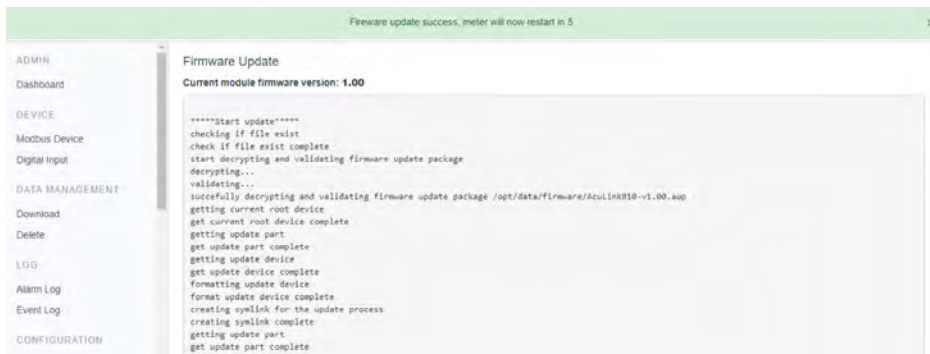 Fireware update success, meter will now restart in 5
ADMIN
Dashboard
DEVICE
Modbus Device
Digital Input
DATA MANAGEMENT
Download
Delete
LOG
Alarm Log
Event Log
CONFIGURATION
Firmware Update
Current module firmware version: 1.00
*****Start update*****
checking if file exist
check if file exist complete
start decrypting and validating firmware update package
decrypting...
validating...
succefully decrypting and validating firmware update package /opt/data/firmware/AcuLink810-v1.00.aup
getting current root device
get current root device complete
getting update part
get update part complete
getting update device
get update device complete
formatting update device
format update device complete
creating symlink for the update process
creating symlink complete
getting update part
get update part complete